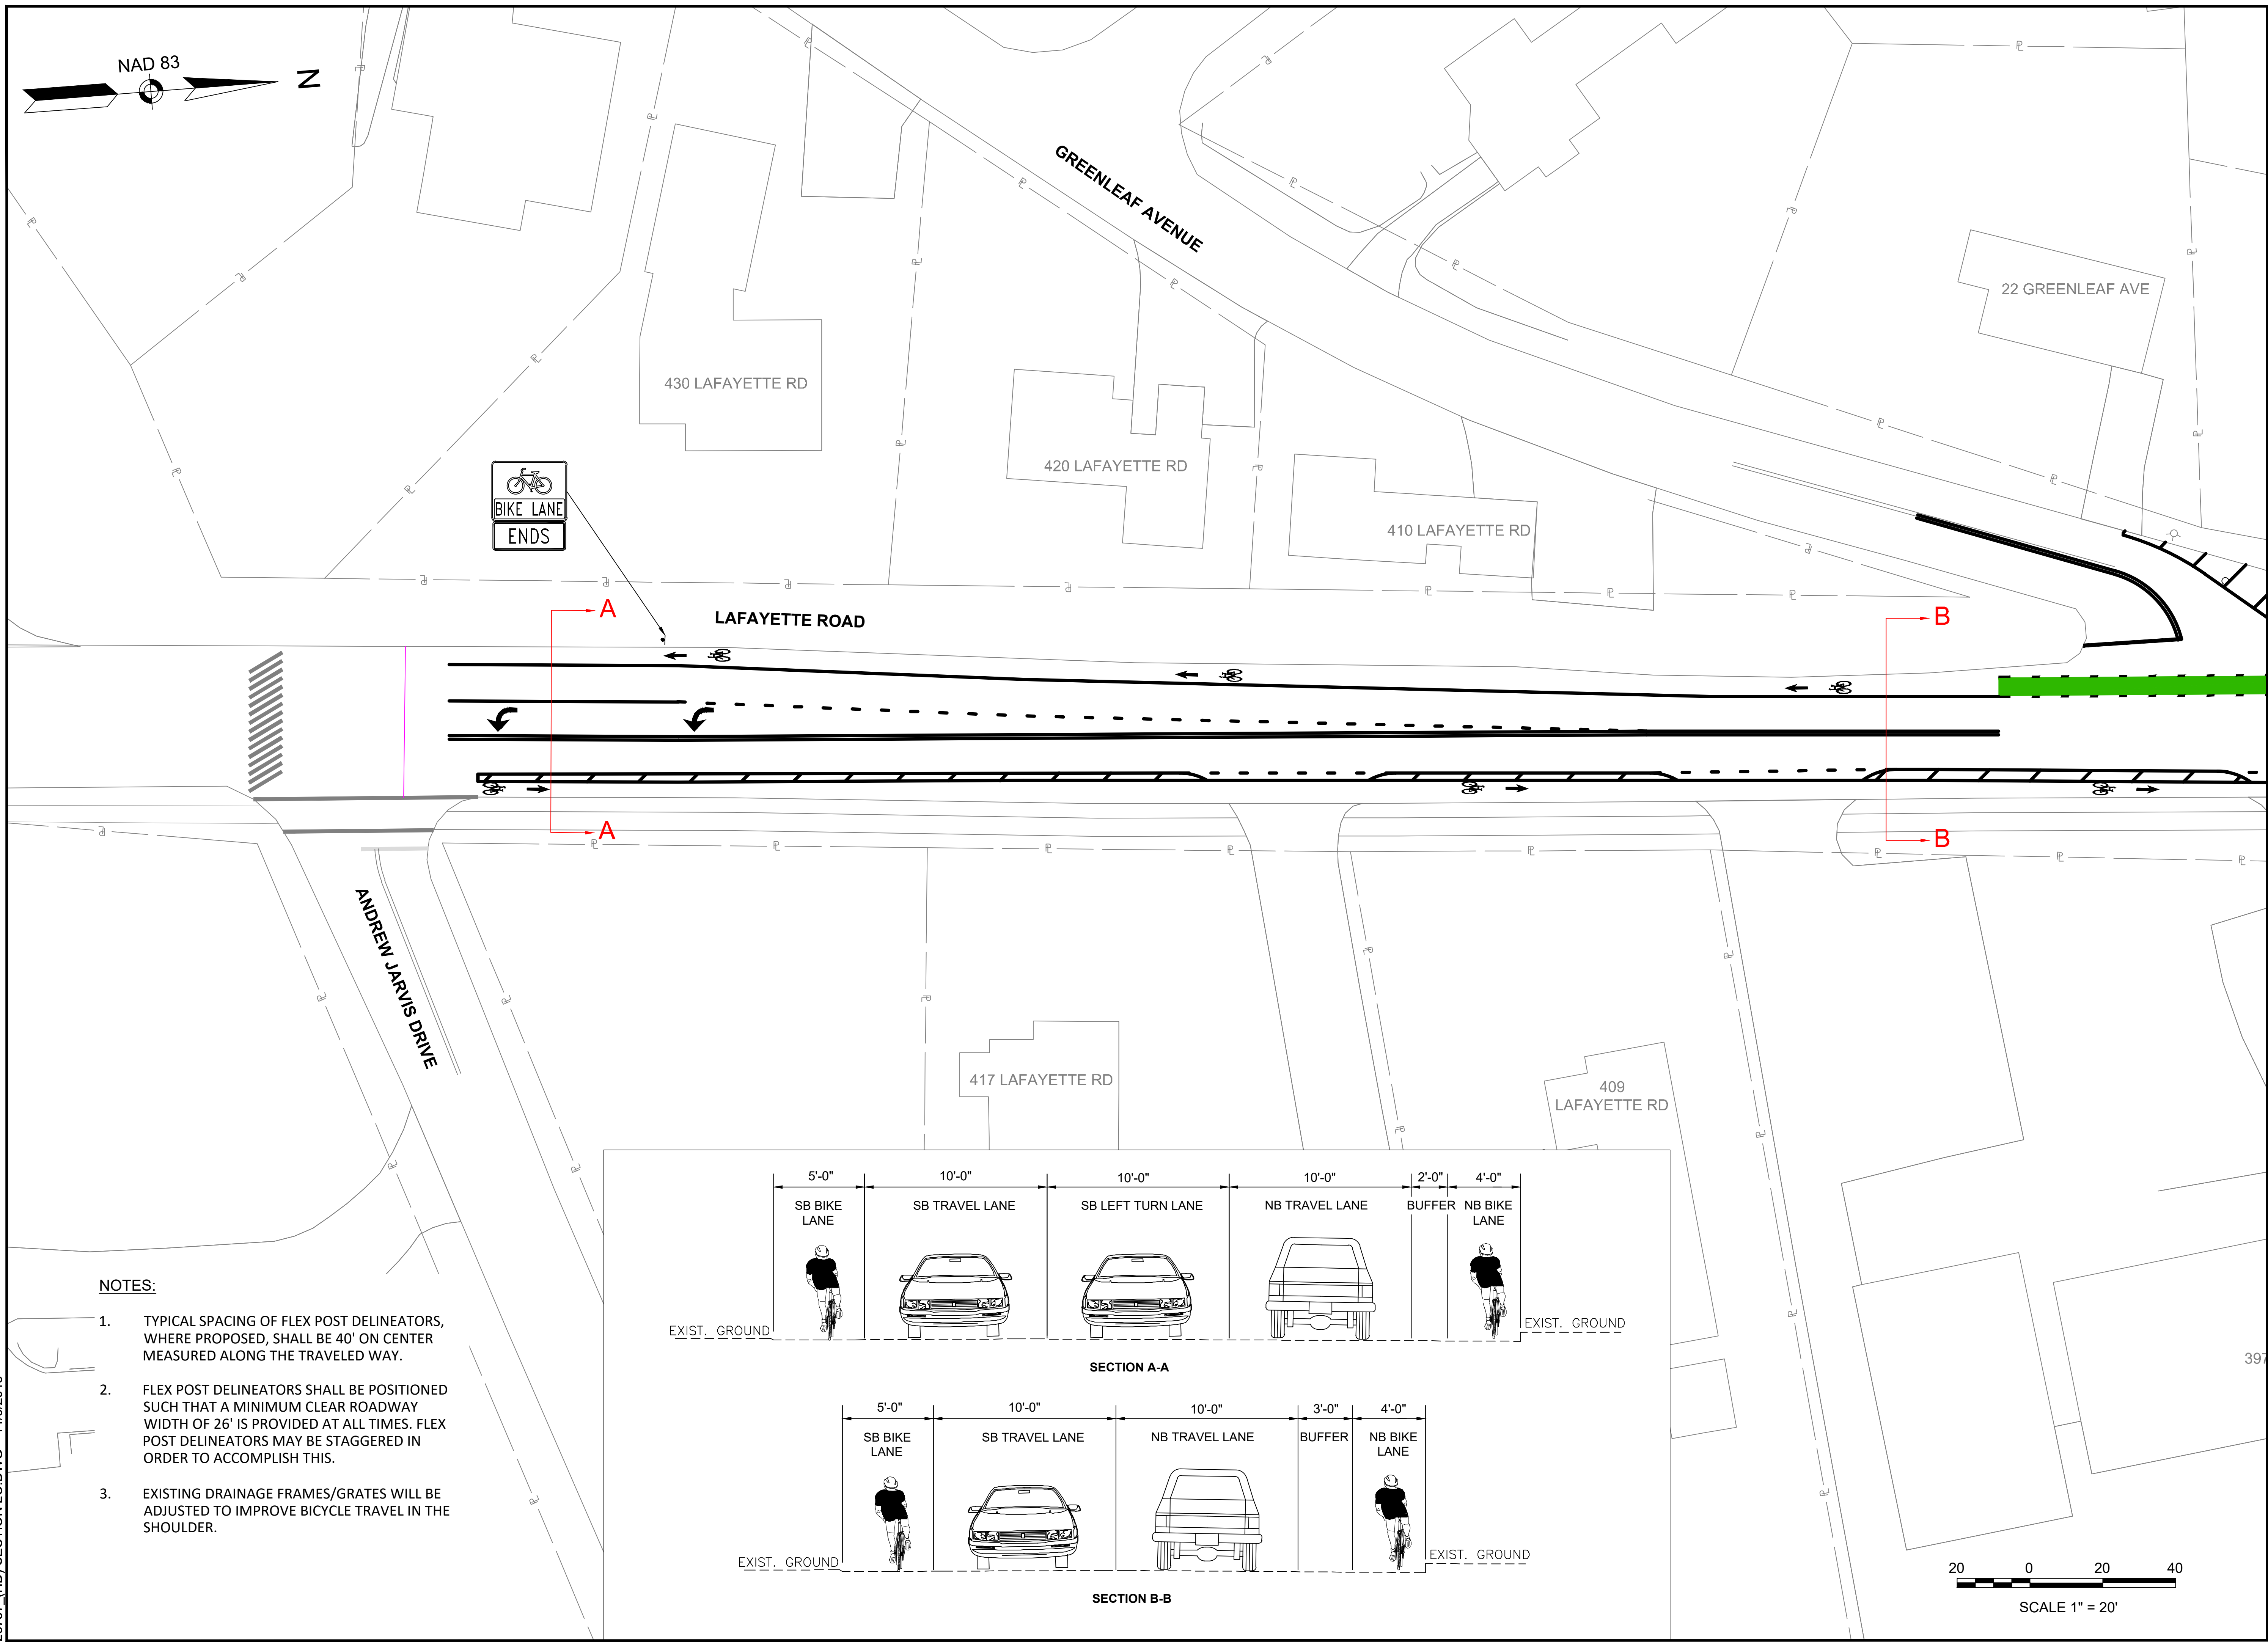 NAD 83
N
GREENLEAF AVENUE
22 GREENLEAF AVE
430 LAFAYETTE RD
420 LAFAYETTE RD
410 LAFAYETTE RD
BIKE LANE
ENDS
LAFAYETTE ROAD
A
B
A
B
ANDREW JARVIS DRIVE
417 LAFAYETTE RD
409
LAFAYETTE RD
397
5'-0" 10'-0" 10'-0" 10'-0" 2'-0" 4'-0"
SB BIKE
LANE
SB TRAVEL LANE
SB LEFT TURN LANE
NB TRAVEL LANE
BUFFER
NB BIKE
LANE
EXIST. GROUND
EXIST. GROUND
SECTION A-A
5'-0" 10'-0" 10'-0" 3'-0" 4'-0"
SB BIKE
LANE
SB TRAVEL LANE
NB TRAVEL LANE
BUFFER
NB BIKE
LANE
EXIST. GROUND
EXIST. GROUND
SECTION B-B
NOTES:
1. TYPICAL SPACING OF FLEX POST DELINEATORS,
WHERE PROPOSED, SHALL BE 40' ON CENTER
MEASURED ALONG THE TRAVELED WAY.
2. FLEX POST DELINEATORS SHALL BE POSITIONED
SUCH THAT A MINIMUM CLEAR ROADWAY
WIDTH OF 26' IS PROVIDED AT ALL TIMES. FLEX
POST DELINEATORS MAY BE STAGGERED IN
ORDER TO ACCOMPLISH THIS.
3. EXISTING DRAINAGE FRAMES/GRATES WILL BE
ADJUSTED TO IMPROVE BICYCLE TRAVEL IN THE
SHOULDER.
20 0 20 40
SCALE 1" = 20'